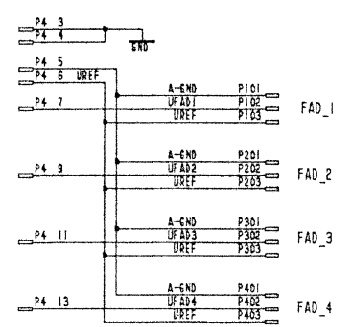 P4 3
P4 4
GND
P4 5
P4 6 UREF
A-GND P101
P4 7 UFAD1 P102 FAD_1
UREF P103
A-GND P201
P4 9 UFAD2 P202 FAD_2
UREF P203
A-GND P301
P4 11 UFAD3 P302 FAD_3
UREF P303
A-GND P401
P4 13 UFAD4 P402 FAD_4
UREF P403